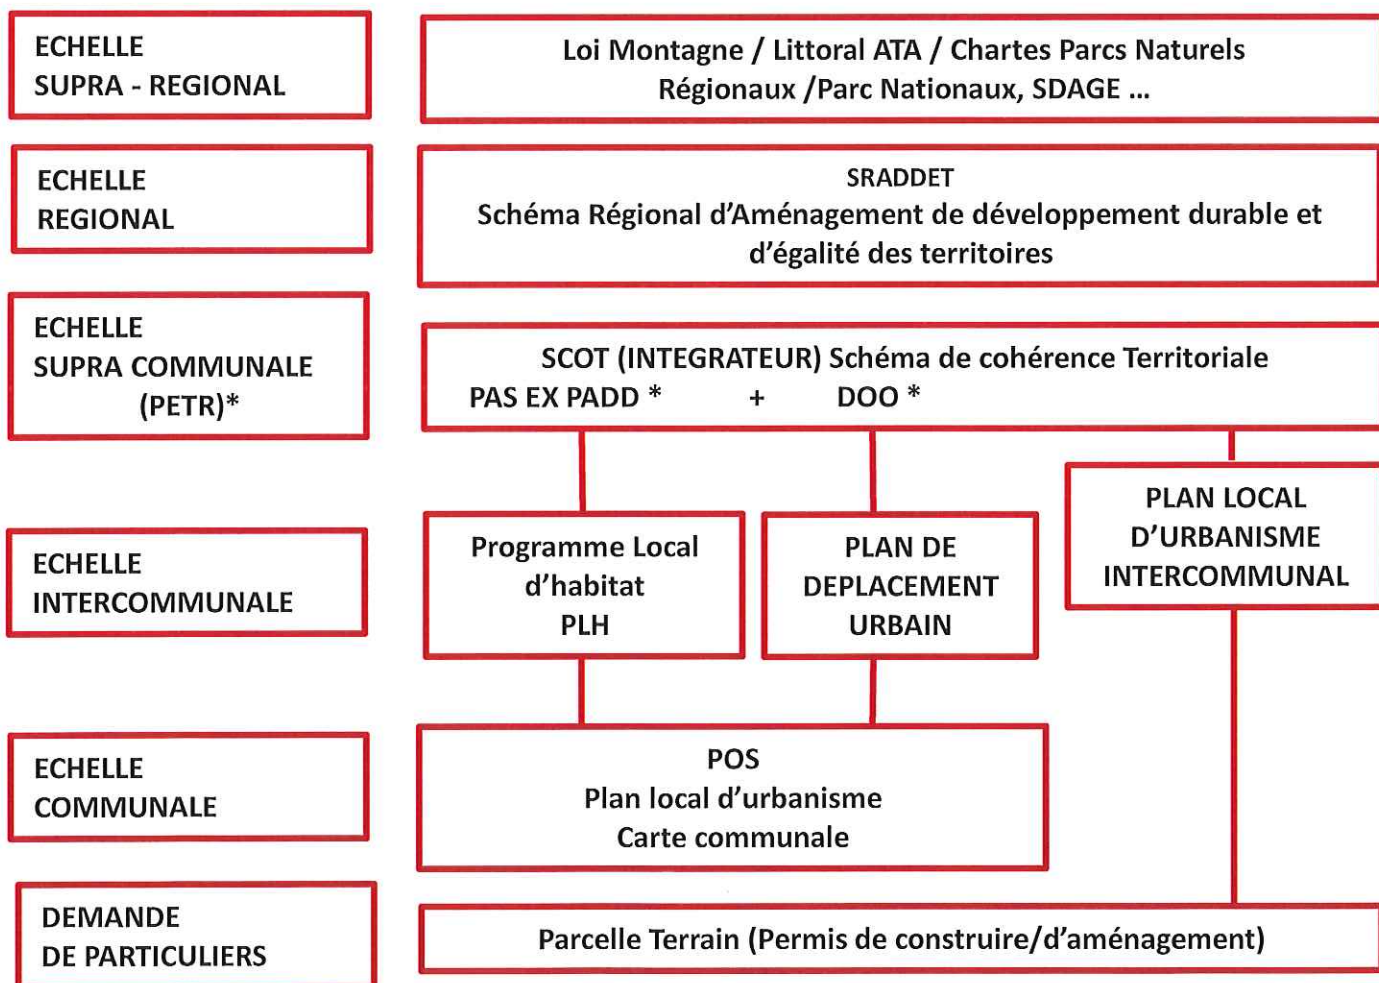 ECHELLE
SUPRA - REGIONAL
Loi Montagne / Littoral ATA / Chartes Parcs Naturels
Régionaux /Parc Nationaux, SDAGE ...
ECHELLE
REGIONAL
SRADDET
Schéma Régional d'Aménagement de développement durable et
d'égalité des territoires
ECHELLE
SUPRA COMMUNALE
(PETR)*
SCOT (INTEGRATEUR) Schéma de cohérence Territoriale
PAS EX PADD * + DOO *
ECHELLE
INTERCOMMUNALE
Programme Local
d'habitat
PLH
PLAN DE
DEPLACEMENT
URBAIN
PLAN LOCAL
D'URBANISME
INTERCOMMUNAL
ECHELLE
COMMUNALE
POS
Plan local d'urbanisme
Carte communale
DEMANDE
DE PARTICULIERS
Parcelle Terrain (Permis de construire/d'aménagement)